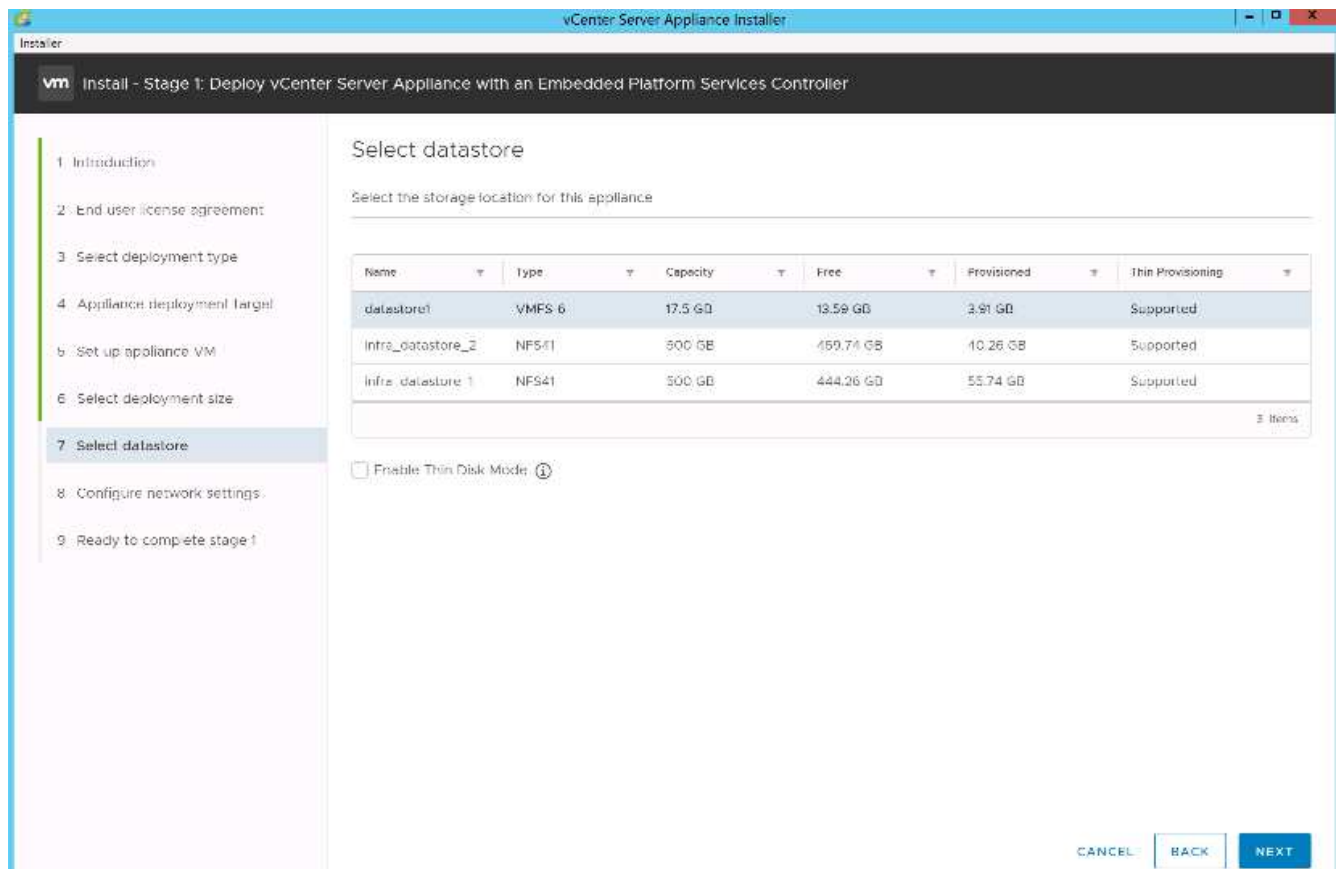 vCenter Server Appliance Installer
Installer
vm Install - Stage 1: Deploy vCenter Server Appliance with an Embedded Platform Services Controller
1 Introduction
2 End user license agreement
3 Select deployment type
4 Appliance deployment target
5 Set up appliance VM
6 Select deployment size
7 Select datastore
8 Configure network settings
9 Ready to complete stage 1
Select datastore
Select the storage location for this appliance
Name Type Capacity Free Provisioned Thin Provisioning
datastore1 VMFS-6 17.5 GB 13.59 GB 3.91 GB Supported
infra_datastore_2 NFS41 500 GB 459.74 GB 40.26 GB Supported
infra_datastore_1 NFS41 500 GB 444.26 GB 55.74 GB Supported
3 items
Enable Thin Disk Mode
CANCEL BACK NEXT